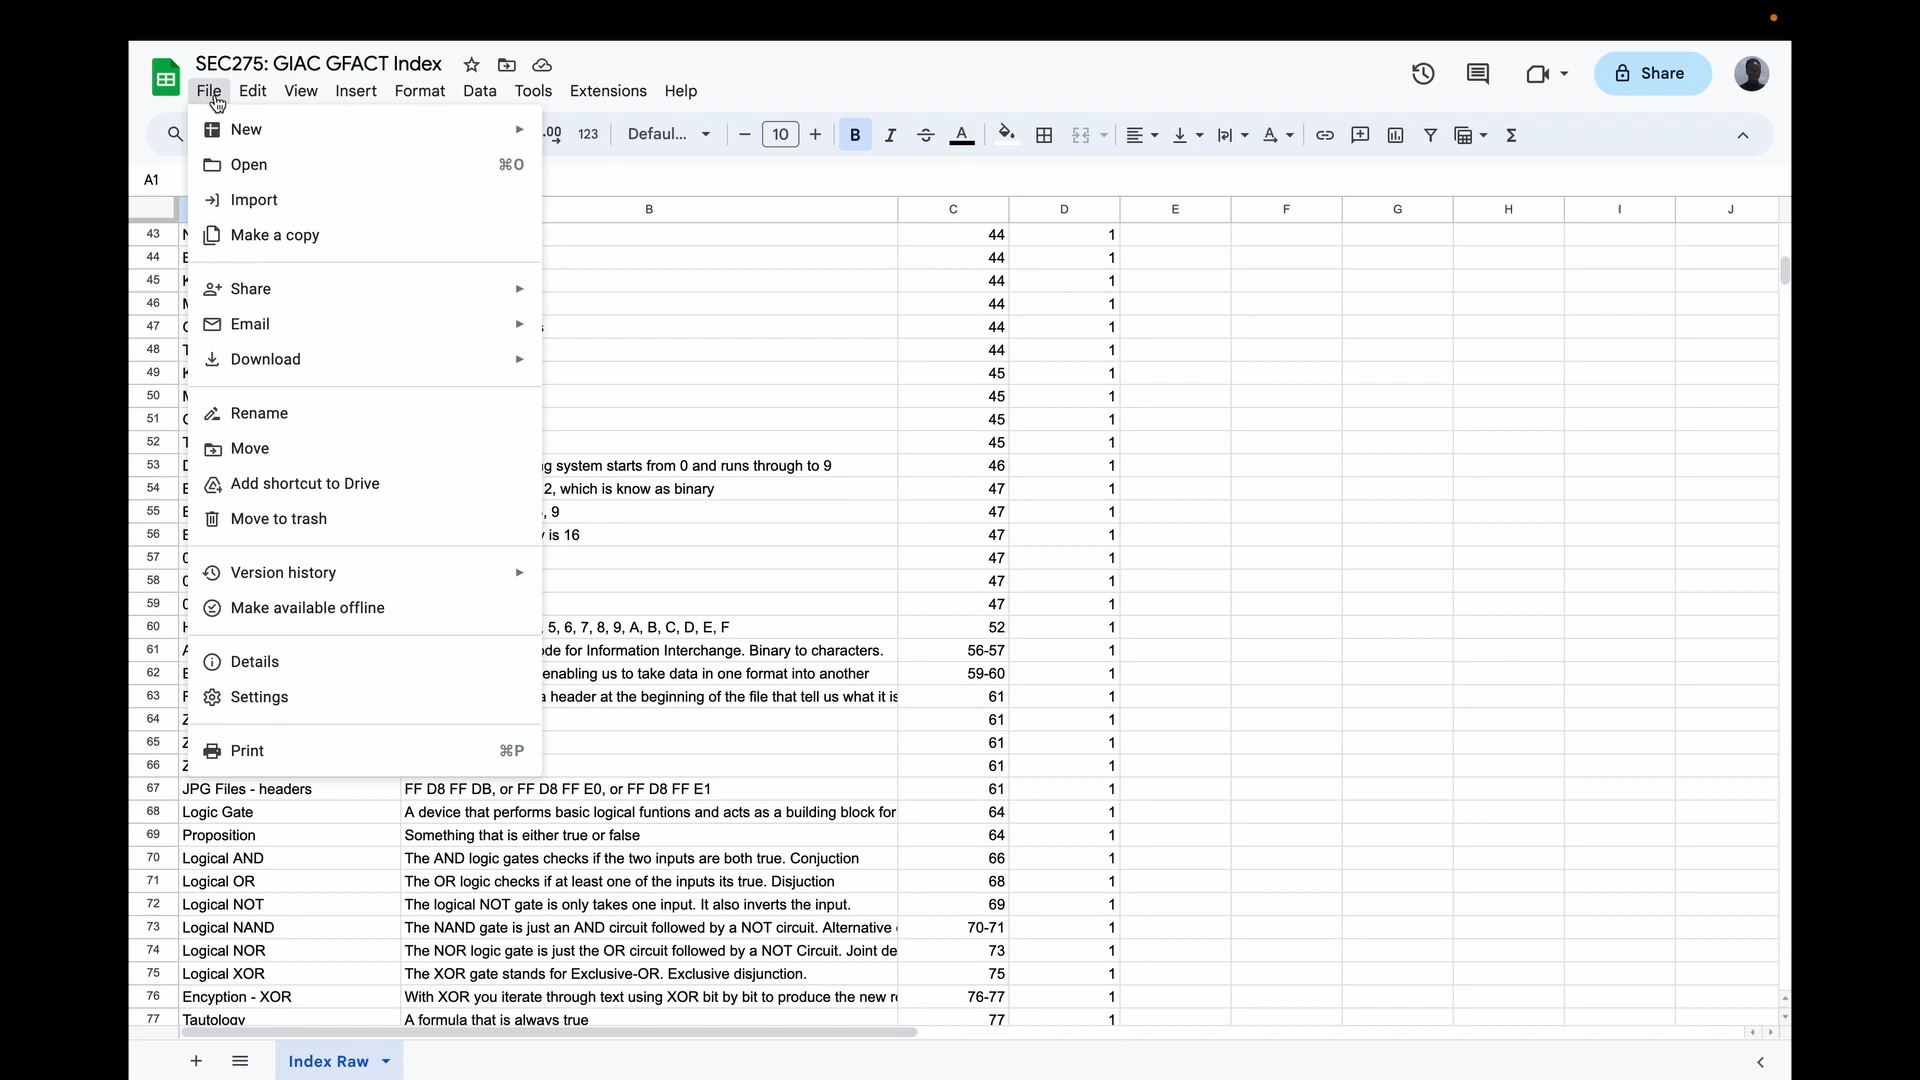 SEC275: GIAC GFACT Index
File Edit View Insert Format Data Tools Extensions Help
Share
.00 123 Defaul... 10 B
A1
New
Open ⌘O
Import
Make a copy
Share
Email
Download
Rename
Move
Add shortcut to Drive
Move to trash
Version history
Make available offline
Details
Settings
Print ⌘P
B C D E F G H I J
43 44 1
44 44 1
45 44 1
46 44 1
47 s 44 1
48 44 1
49 45 1
50 45 1
51 45 1
52 45 1
53 system starts from 0 and runs through to 9 46 1
54 2, which is know as binary 47 1
55 , 9 47 1
56 is 16 47 1
57 47 1
58 47 1
59 47 1
60 , 5, 6, 7, 8, 9, A, B, C, D, E, F 52 1
61 de for Information Interchange. Binary to characters. 56-57 1
62 enabling us to take data in one format into another 59-60 1
63 a header at the beginning of the file that tell us what it is 61 1
64 61 1
65 61 1
66 61 1
67 JPG Files - headers FF D8 FF DB, or FF D8 FF E0, or FF D8 FF E1 61 1
68 Logic Gate A device that performs basic logical funtions and acts as a building block for 64 1
69 Proposition Something that is either true or false 64 1
70 Logical AND The AND logic gates checks if the two inputs are both true. Conjuction 66 1
71 Logical OR The OR logic checks if at least one of the inputs its true. Disjuction 68 1
72 Logical NOT The logical NOT gate is only takes one input. It also inverts the input. 69 1
73 Logical NAND The NAND gate is just an AND circuit followed by a NOT circuit. Alternative 70-71 1
74 Logical NOR The NOR logic gate is just the OR circuit followed by a NOT Circuit. Joint de 73 1
75 Logical XOR The XOR gate stands for Exclusive-OR. Exclusive disjunction. 75 1
76 Encyption - XOR With XOR you iterate through text using XOR bit by bit to produce the new r 76-77 1
77 Tautology A formula that is always true 77 1
Index Raw